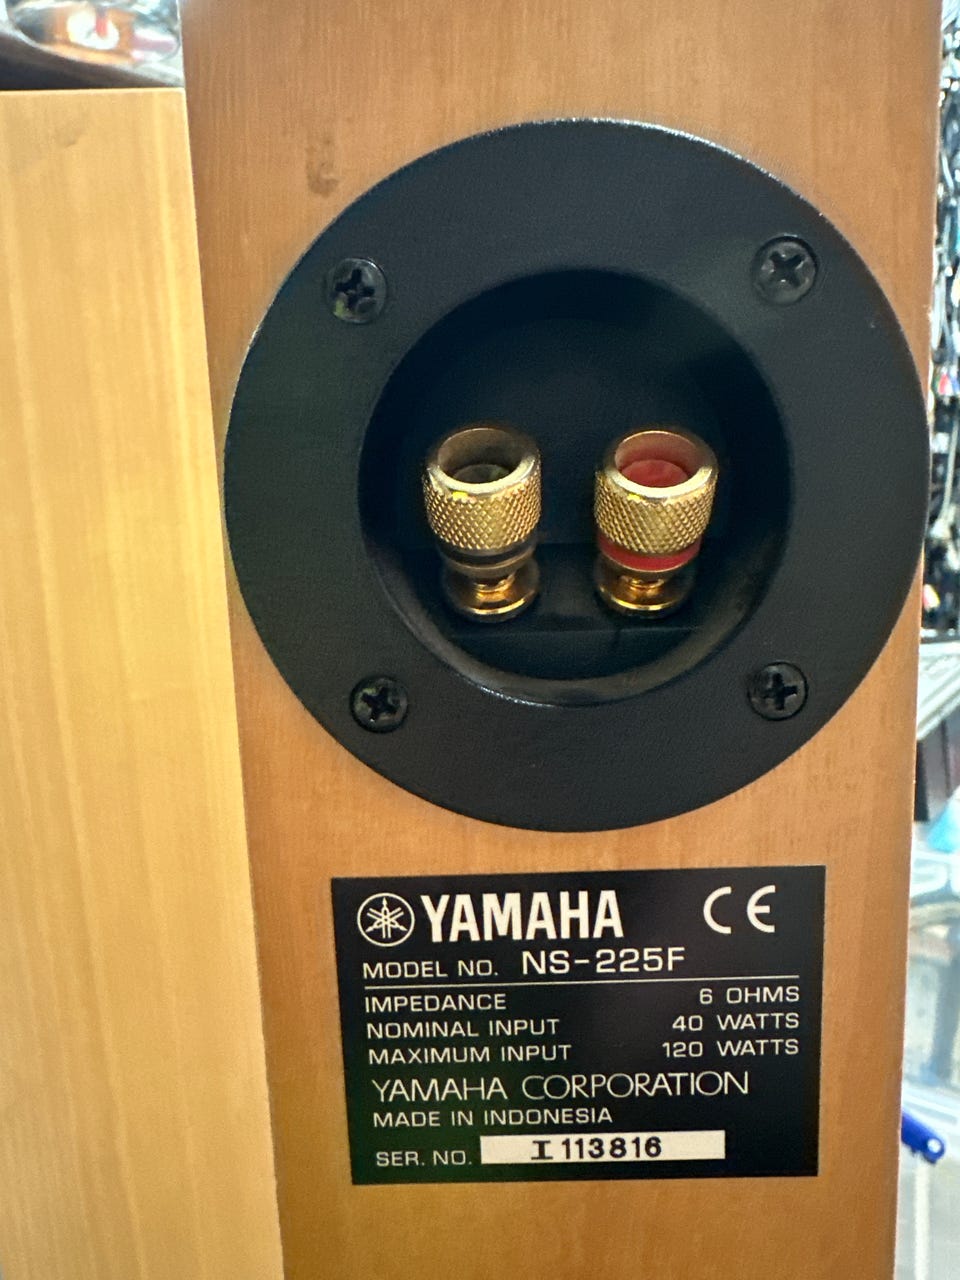 YAMAHA CE
MODEL NO. NS-225F
IMPEDANCE 6 OHMS
NOMINAL INPUT 40 WATTS
MAXIMUM INPUT 120 WATTS
YAMAHA CORPORATION
MADE IN INDONESIA
SER. NO. I 113816